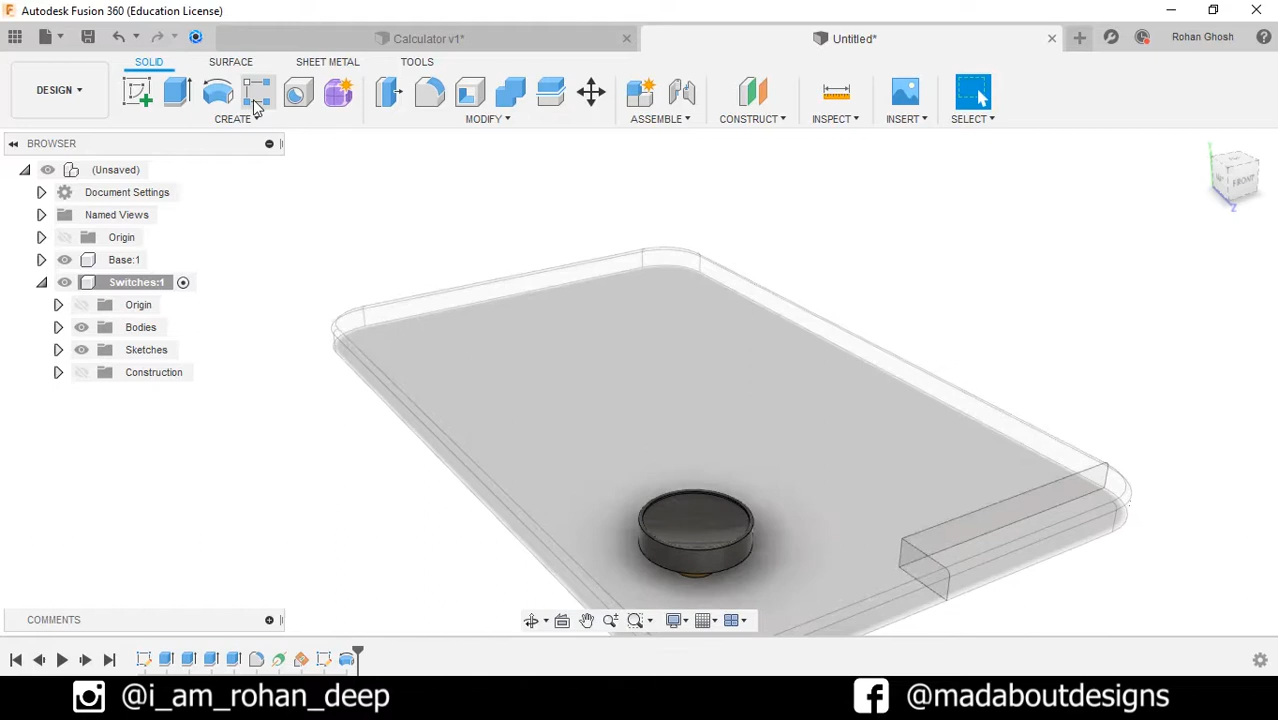 Autodesk Fusion 360 (Education License)
Calculator v1*
Untitled*
Rohan Ghosh
DESIGN
SOLID
SURFACE
SHEET METAL
TOOLS
CREATE
MODIFY
ASSEMBLE
CONSTRUCT
INSPECT
INSERT
SELECT
BROWSER
(Unsaved)
Document Settings
Named Views
Origin
Base:1
Switches:1
Origin
Bodies
Sketches
Construction
FRONT
Z
COMMENTS
@i_am_rohan_deep
@madaboutdesigns